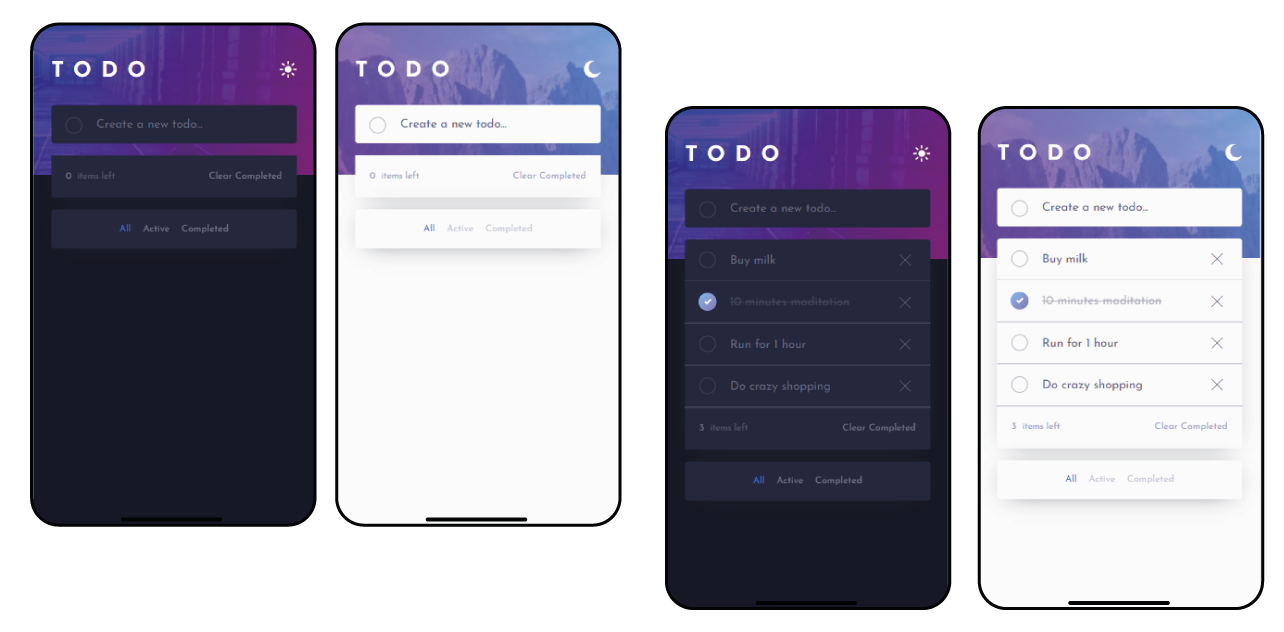 TODO
Create a new todo...
0 items left Clear Completed
All Active Completed
TODO
Create a new todo...
0 items left Clear Completed
All Active Completed
TODO
Create a new todo...
Buy milk
10 minutes maditation
Run for 1 hour
Do crazy shopping
3 items left Clear Completed
All Active Completed
TODO
Create a new todo...
Buy milk
10 minutes maditation
Run for 1 hour
Do crazy shopping
3 items left Clear Completed
All Active Completed